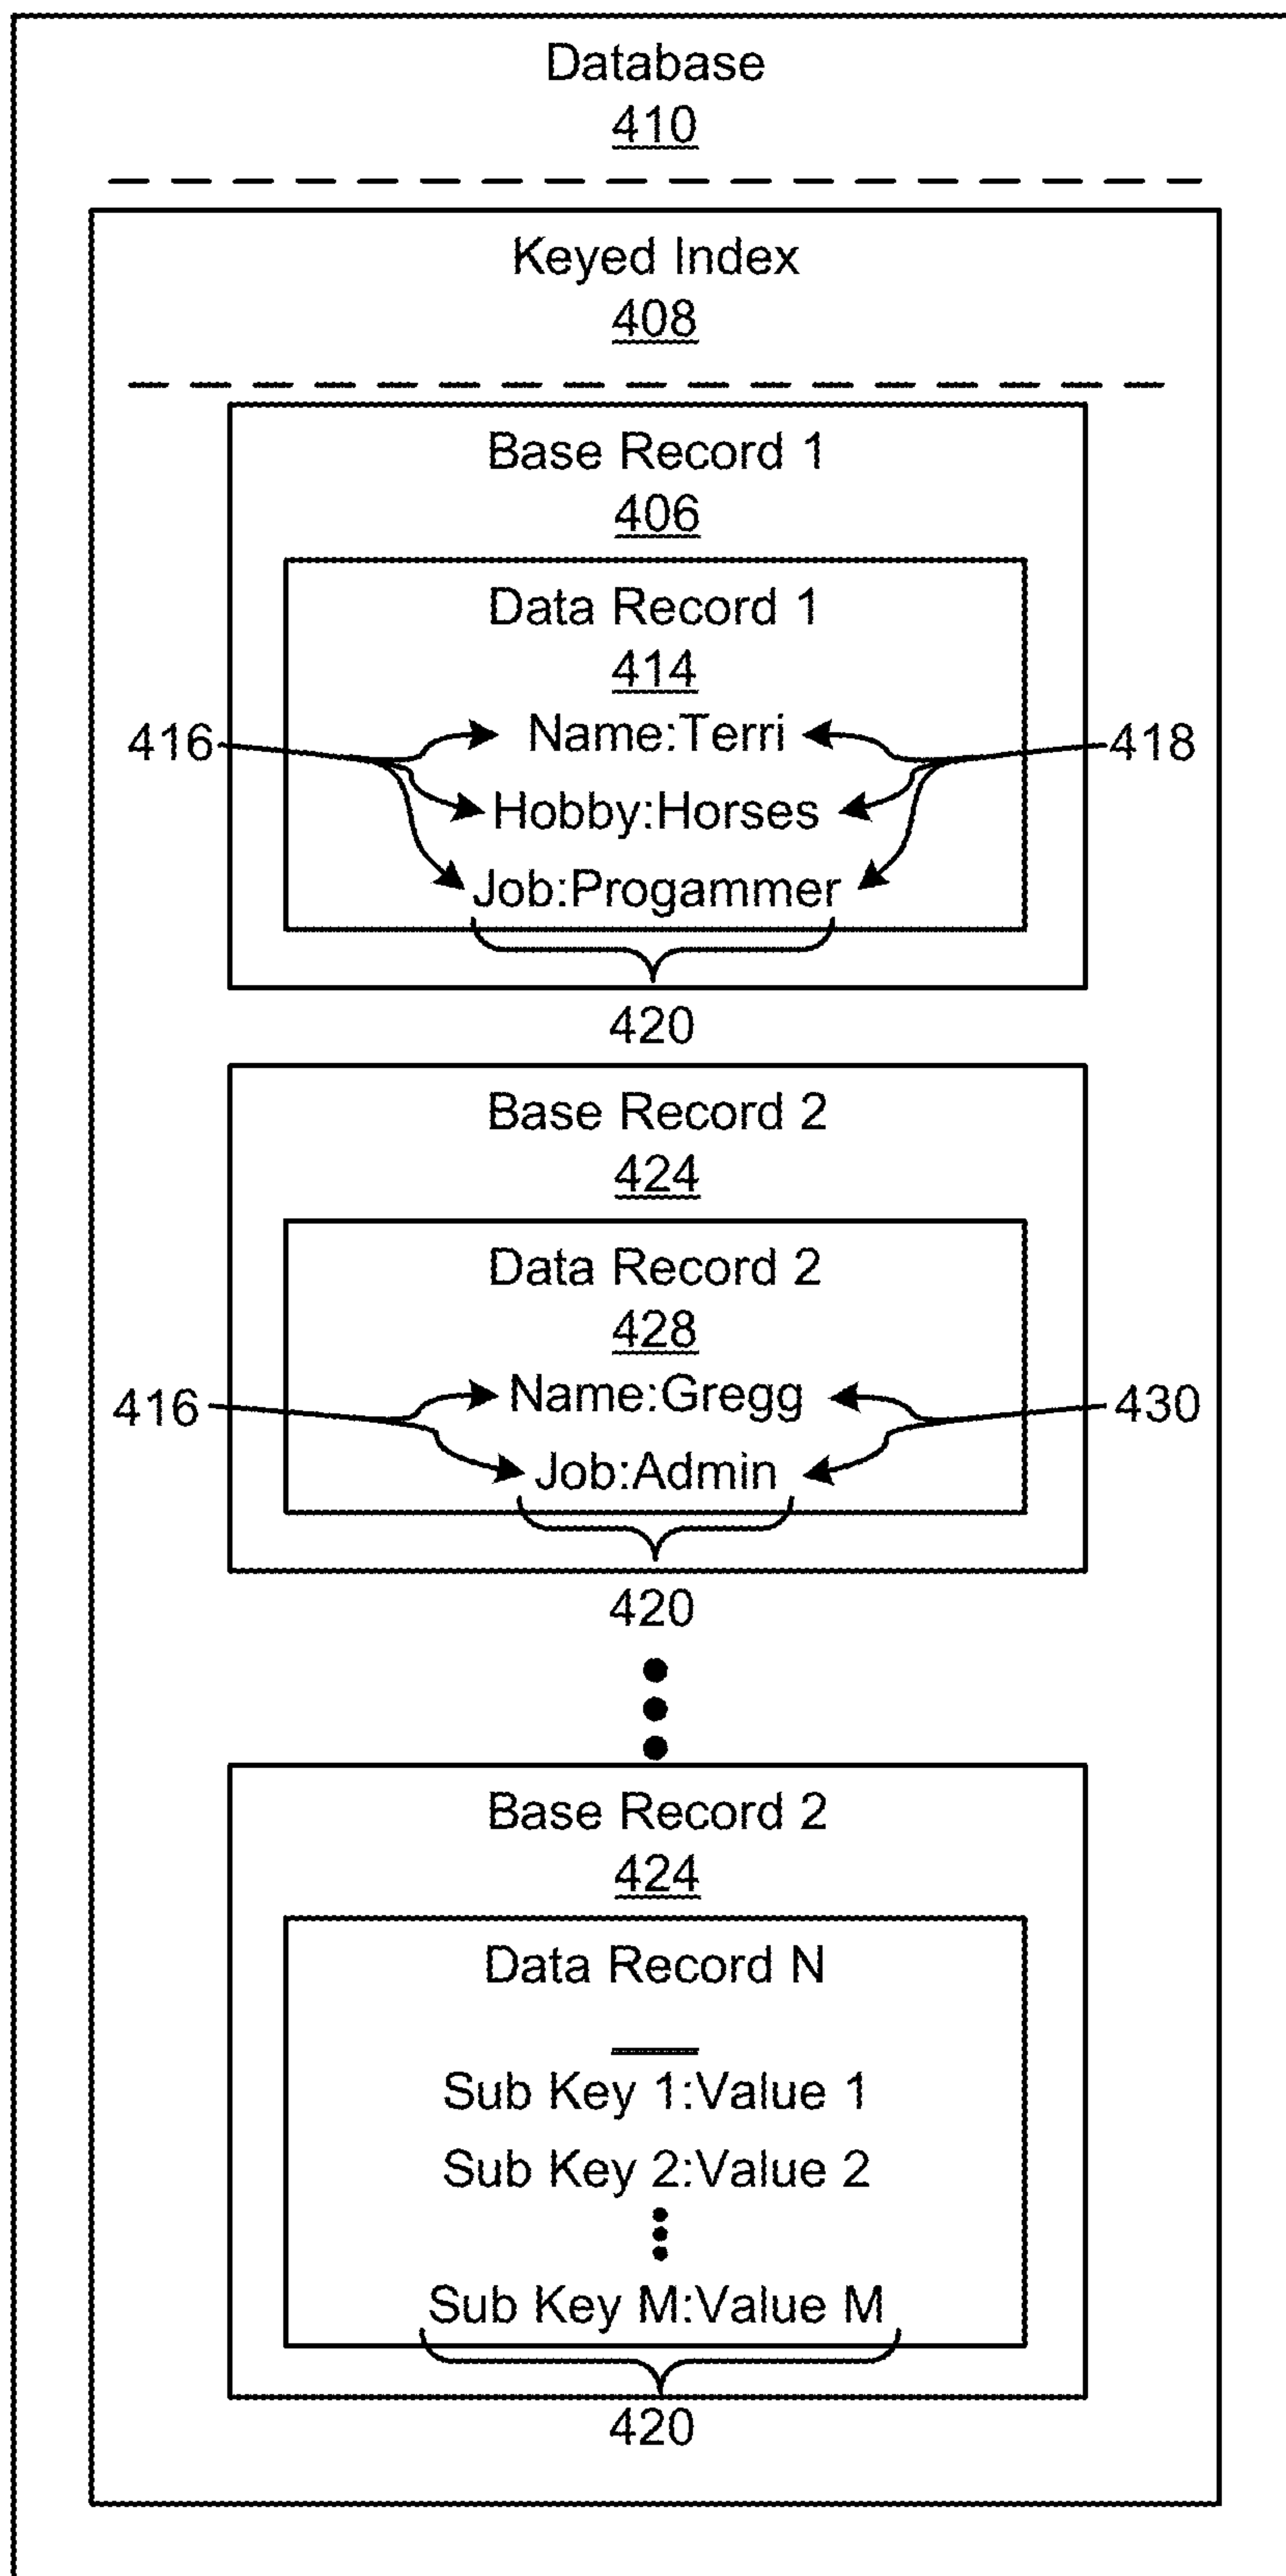 Database
410
Keyed Index
408
Base Record 1
406
Data Record 1
414
416 Name:Terri 418
Hobby:Horses
Job:Progammer
420
Base Record 2
424
Data Record 2
428
416 Name:Gregg 430
Job:Admin
420
Base Record 2
424
Data Record N
Sub Key 1:Value 1
Sub Key 2:Value 2
Sub Key M:Value M
420